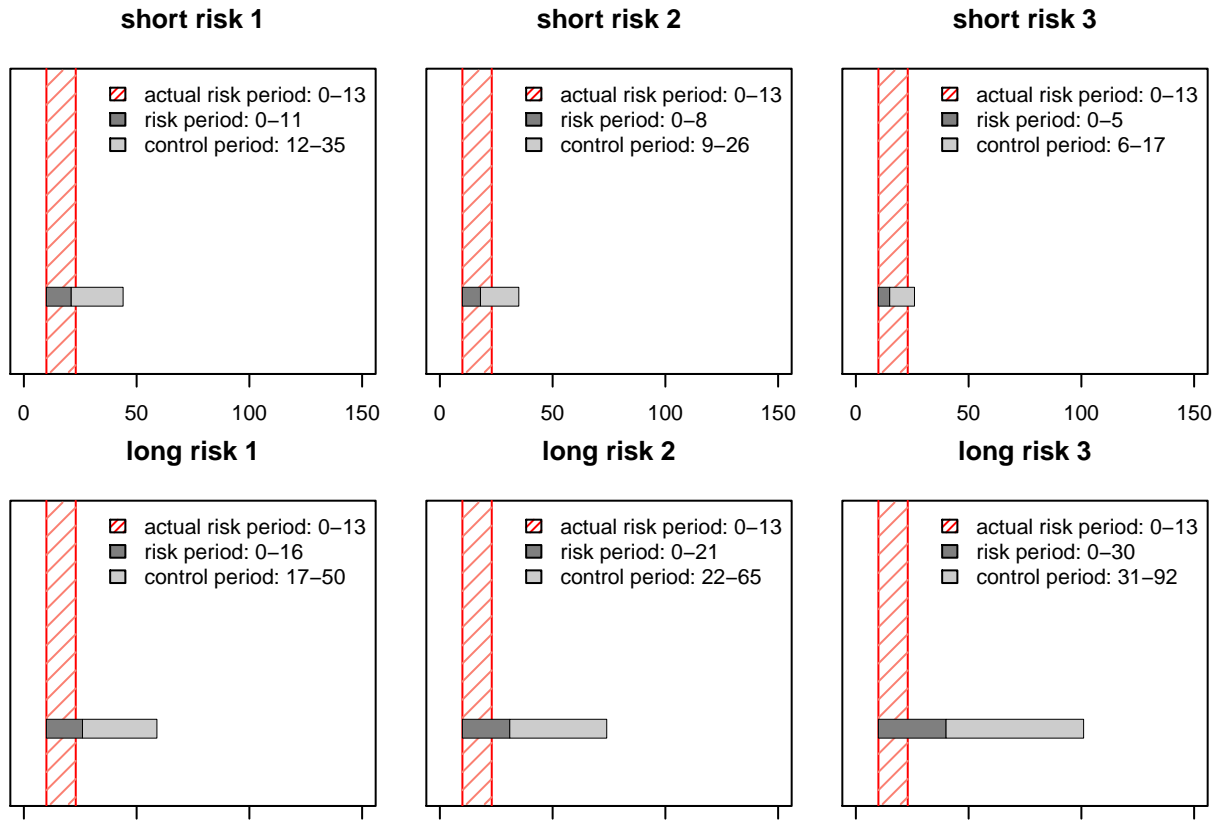 short risk 1
actual risk period: 0−13
risk period: 0−11
control period: 12−35
0 50 100 150
short risk 2
actual risk period: 0−13
risk period: 0−8
control period: 9−26
0 50 100 150
short risk 3
actual risk period: 0−13
risk period: 0−5
control period: 6−17
0 50 100 150
long risk 1
actual risk period: 0−13
risk period: 0−16
control period: 17−50
long risk 2
actual risk period: 0−13
risk period: 0−21
control period: 22−65
long risk 3
actual risk period: 0−13
risk period: 0−30
control period: 31−92